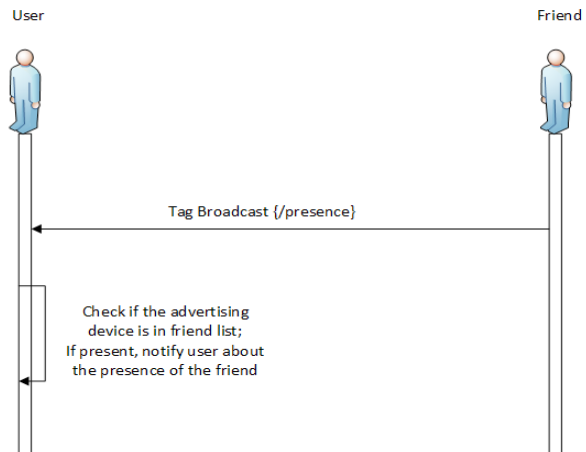 User
Friend
Tag Broadcast {/presence}
Check if the advertising
device is in friend list;
If present, notify user about
the presence of the friend